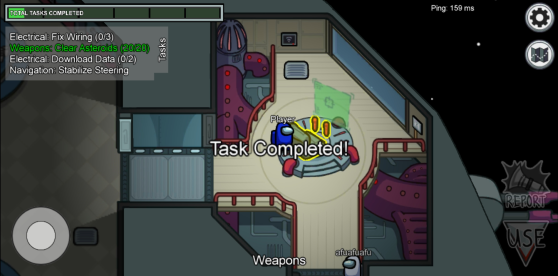 TOTAL TASKS COMPLETED
Ping: 159 ms
Electrical: Fix Wiring (0/3)
Weapons: Clear Asteroids (20/20)
Electrical: Download Data (0/2)
Navigation: Stabilize Steering
Tasks
Player
Task Completed!
REPORT
USE
afuafuafu
Weapons